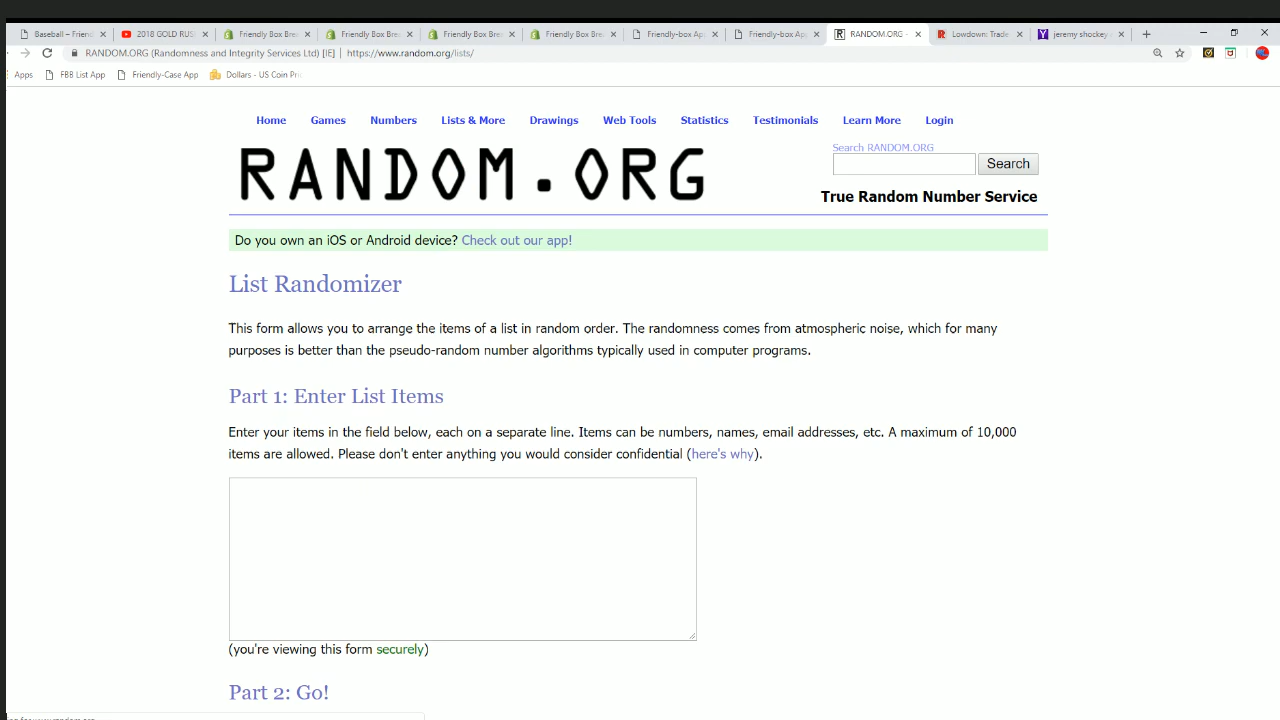 Baseball – Friend
2018 GOLD RUS
Friendly Box Bre
Friendly Box Bre
Friendly Box Bre
Friendly Box Bre
Friendly-box Ap
Friendly-box Ap
RANDOM.ORG -
Lowdown: Trade
jeremy shockey
RANDOM.ORG (Randomness and Integrity Services Ltd) [IE] | https://www.random.org/lists/
Apps FBB List App Friendly-Case App Dollars - US Coin Pri
Home Games Numbers Lists & More Drawings Web Tools Statistics Testimonials Learn More Login
RANDOM.ORG
Search RANDOM.ORG
Search
True Random Number Service
Do you own an iOS or Android device? Check out our app!
List Randomizer
This form allows you to arrange the items of a list in random order. The randomness comes from atmospheric noise, which for many
purposes is better than the pseudo-random number algorithms typically used in computer programs.
Part 1: Enter List Items
Enter your items in the field below, each on a separate line. Items can be numbers, names, email addresses, etc. A maximum of 10,000
items are allowed. Please don't enter anything you would consider confidential (here's why).
(you're viewing this form securely)
Part 2: Go!